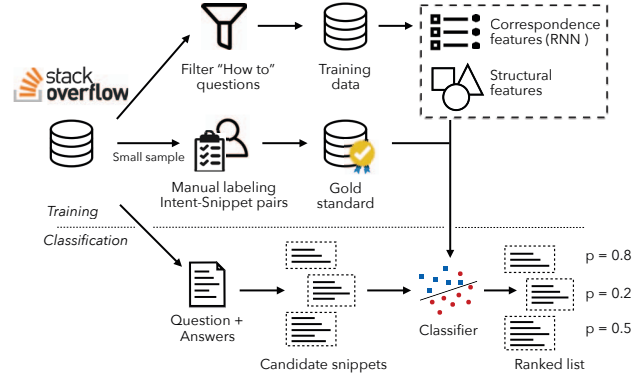 stack
overflow
Filter "How to"
questions
Training
data
Correspondence
features (RNN )
Structural
features
Small sample
Manual labeling
Intent-Snippet pairs
Gold
standard
Training
Classification
Question +
Answers
Candidate snippets
Classifier
Ranked list
p = 0.8
p = 0.2
p = 0.5